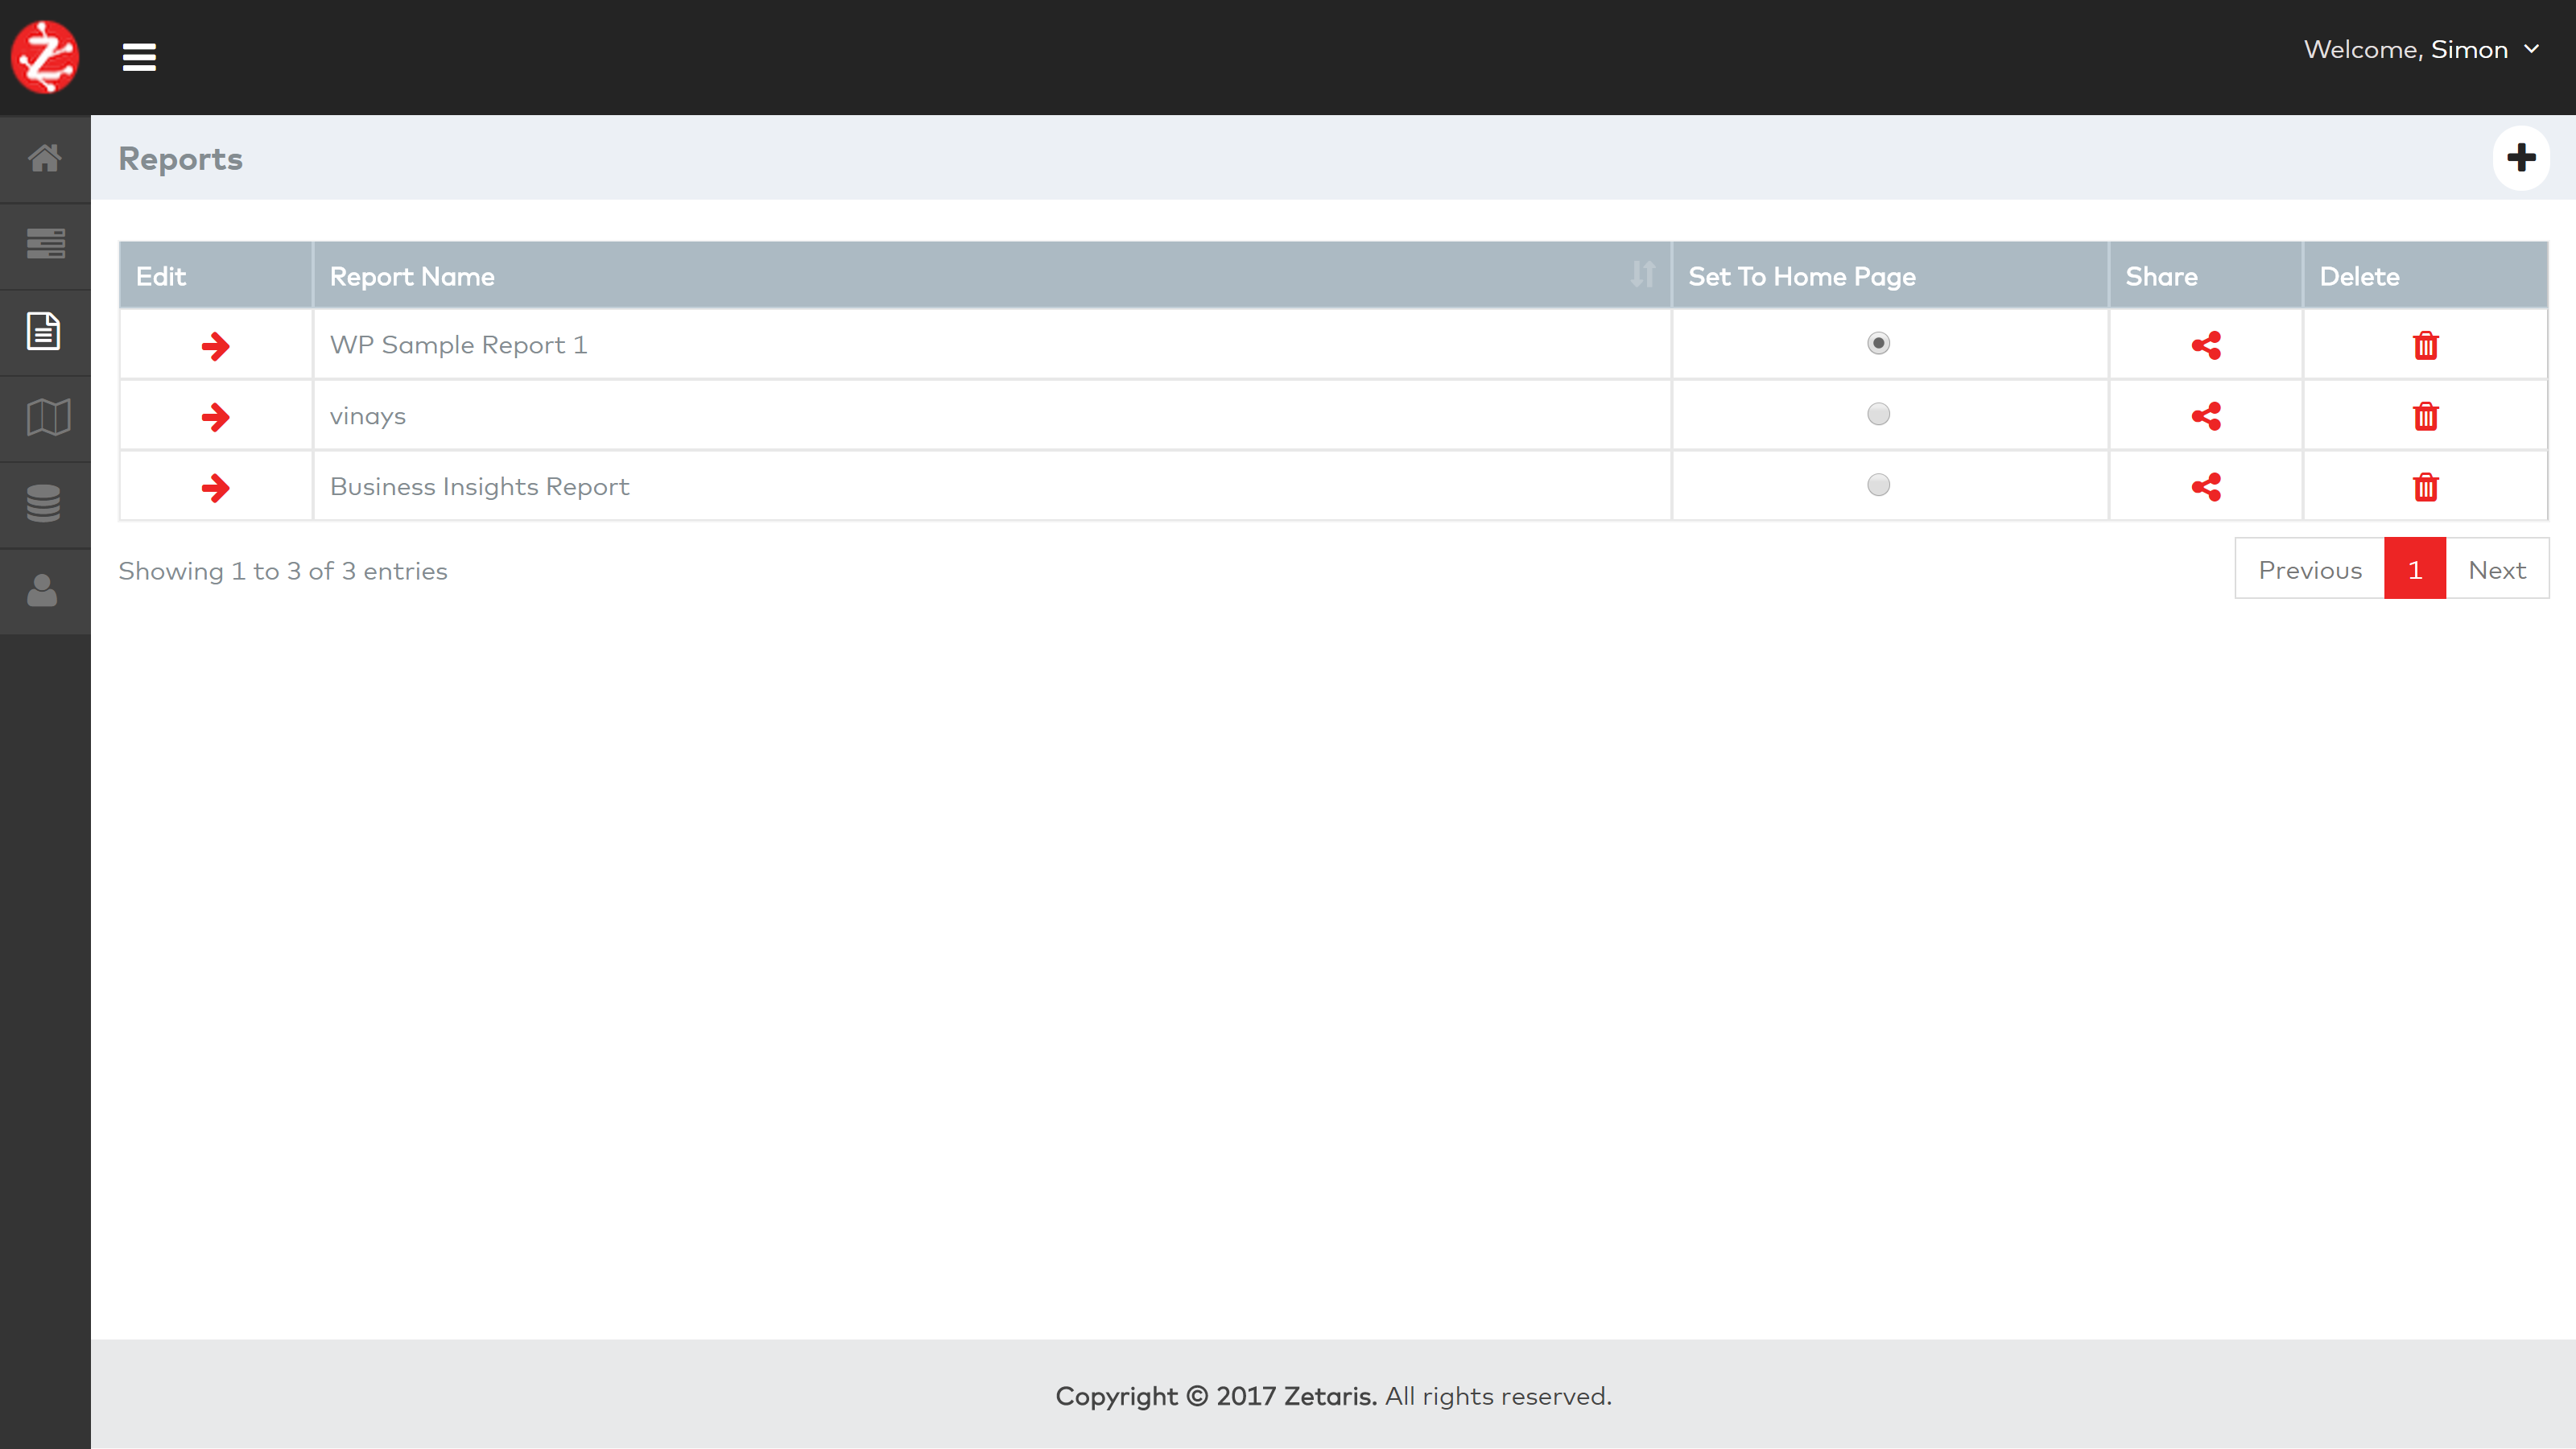 Welcome, Simon
Reports
Edit Report Name Set To Home Page Share Delete
WP Sample Report 1
vinays
Business Insights Report
Showing 1 to 3 of 3 entries
Previous 1 Next
Copyright © 2017 Zetaris. All rights reserved.